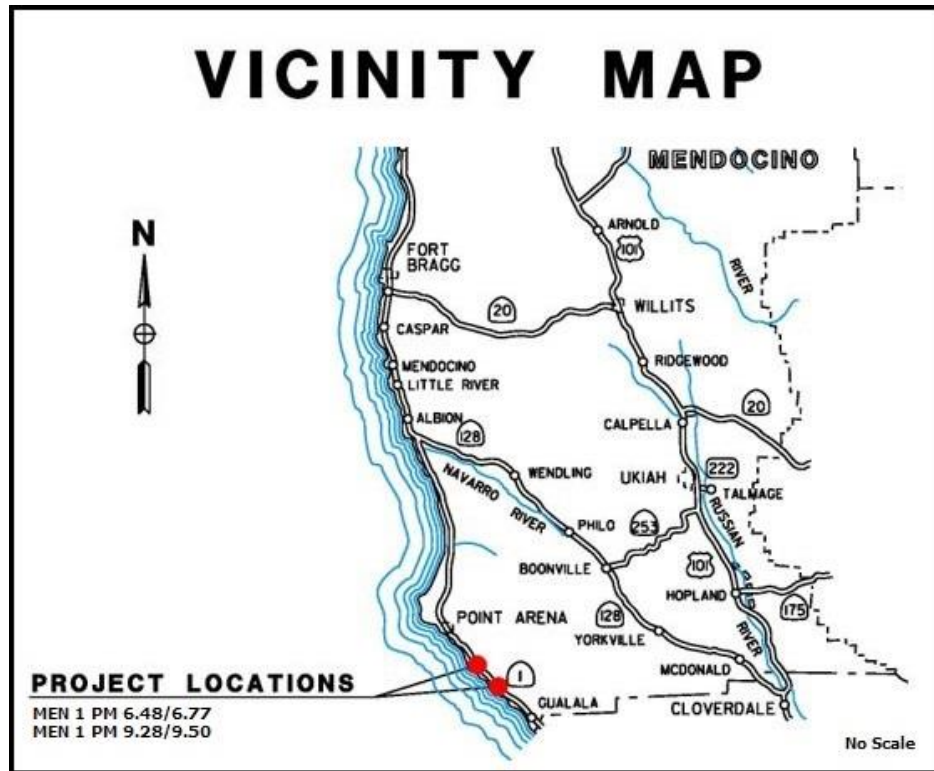 VICINITY MAP
MENDOCINO
N
ARNOLD
101
FORT
BRAGG
RIVER
WILLITS
20
CASPAR
RIDGEWOOD
MENDOCINO
LITTLE RIVER
20
ALBION
CALPELLA
128
WENDLING
UKIAH
222
TALMAGE
NAVARRO
RIVER
RUSSIAN
PHILO
253
BOONVILLE
101
HOPLAND
175
POINT ARENA
128
YORKVILLE
RIVER
MCDONALD
PROJECT LOCATIONS
1
GUALALA
CLOVERDALE
MEN 1 PM 6.48/6.77
MEN 1 PM 9.28/9.50
No Scale